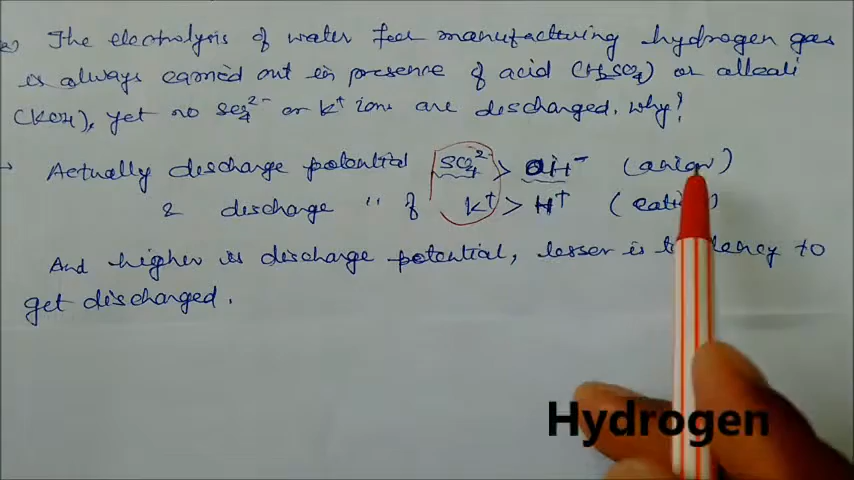 a) The electrolysis of water for manufacturing hydrogen gas
is always carried out in presence of acid (H2SO4) or alkali
(KOH), yet no SO4^2- or K+ ions are discharged. why?
→ Actually discharge potential SO4^2- > OH- (anion)
& discharge " of K+ > H+ (cati )
And higher is discharge potential, lesser is to
get discharged.
Hydrogen